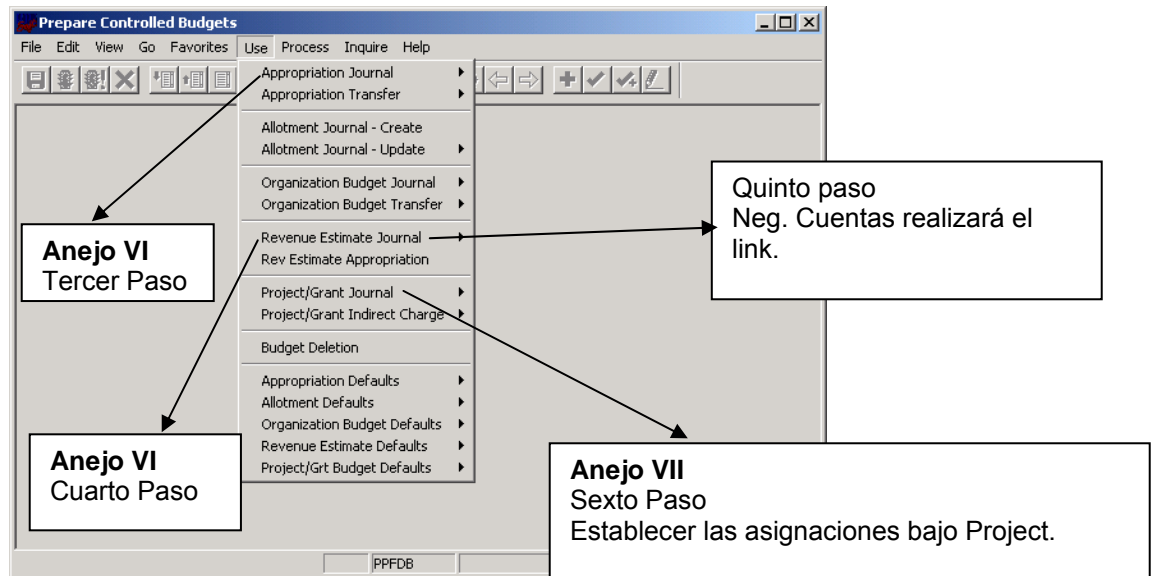 Prepare Controlled Budgets
File Edit View Go Favorites Use Process Inquire Help
Appropriation Journal
Appropriation Transfer
Allotment Journal - Create
Allotment Journal - Update
Organization Budget Journal
Organization Budget Transfer
Revenue Estimate Journal
Rev Estimate Appropriation
Project/Grant Journal
Project/Grant Indirect Charge
Budget Deletion
Appropriation Defaults
Allotment Defaults
Organization Budget Defaults
Revenue Estimate Defaults
Project/Grt Budget Defaults
Anejo VI
Tercer Paso
Quinto paso
Neg. Cuentas realizará el
link.
Anejo VI
Cuarto Paso
Anejo VII
Sexto Paso
Establecer las asignaciones bajo Project.
PPFDB